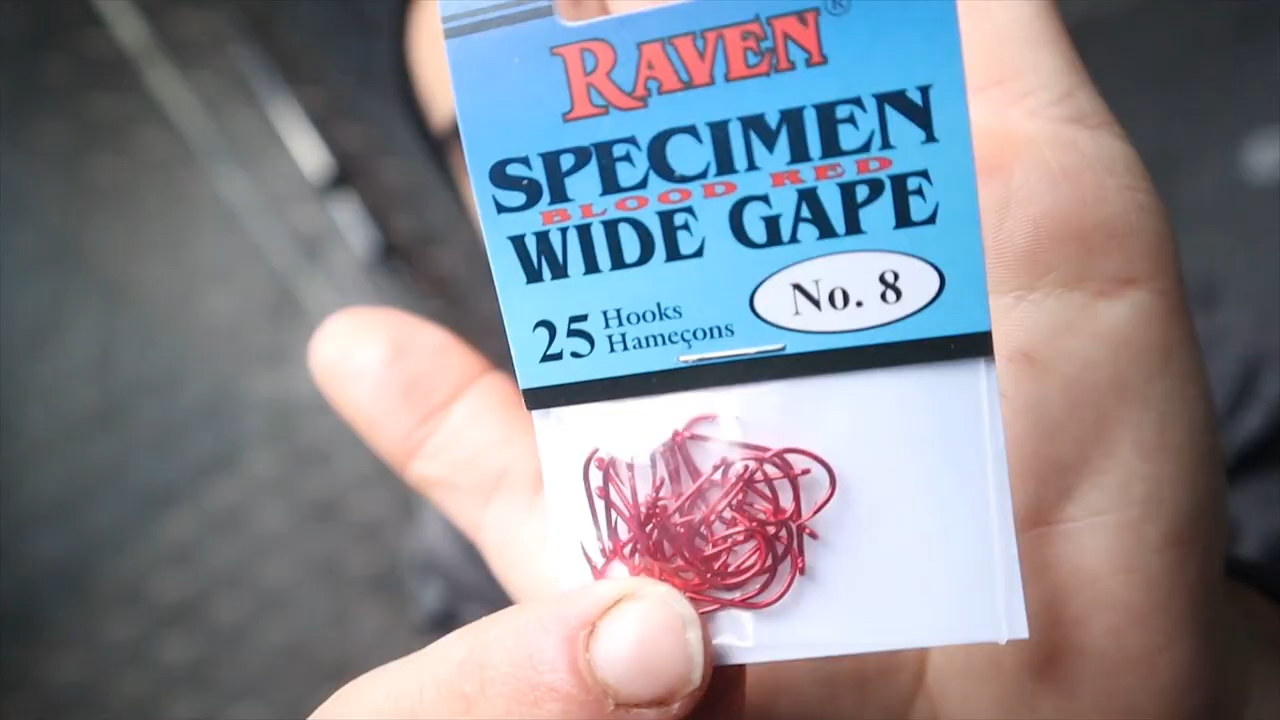 RAVEN®
SPECIMEN
BLOOD RED
WIDE GAPE
No. 8
25 Hooks
Hameçons